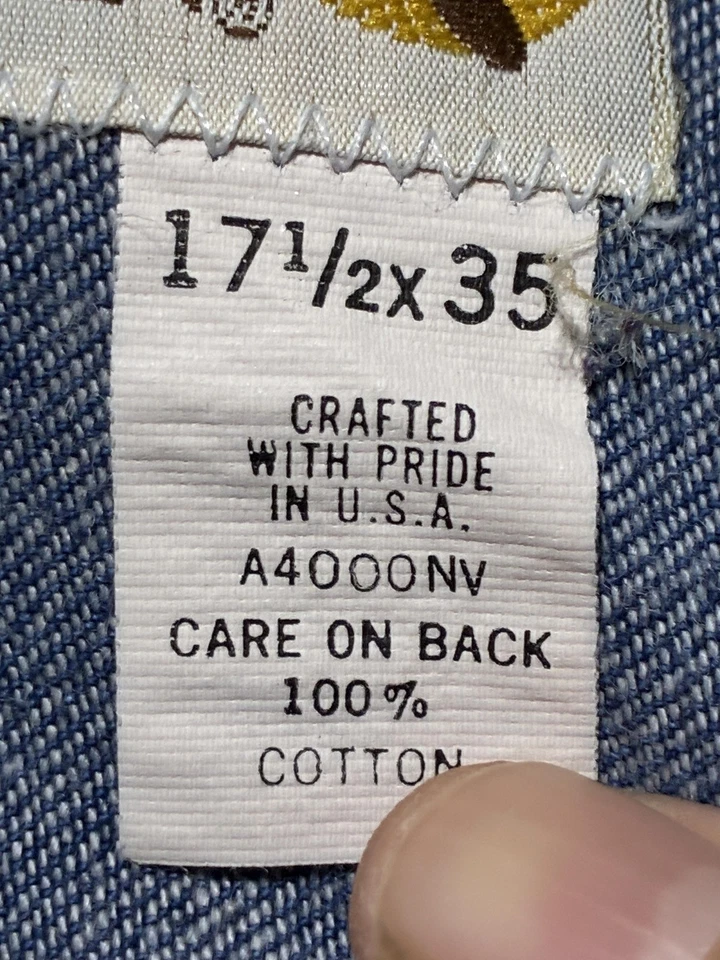 ®
17 1/2 X 35
CRAFTED
WITH PRIDE
IN U.S.A.
A4000NV
CARE ON BACK
100%
COTTON